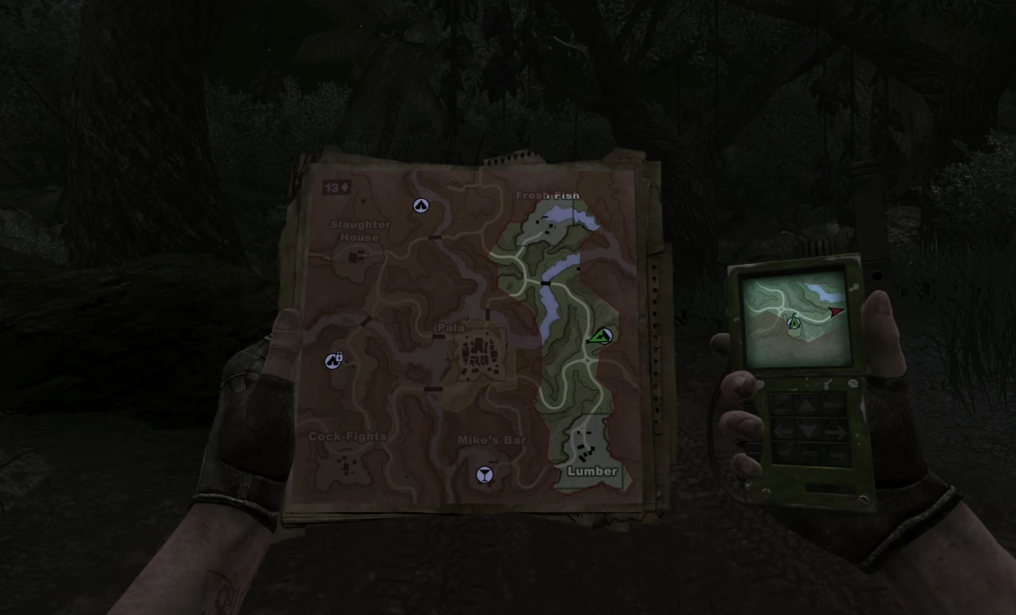 13
Fresh Fish
Slaughter
House
Pala
Cock-Fights
Mike's Bar
Lumber